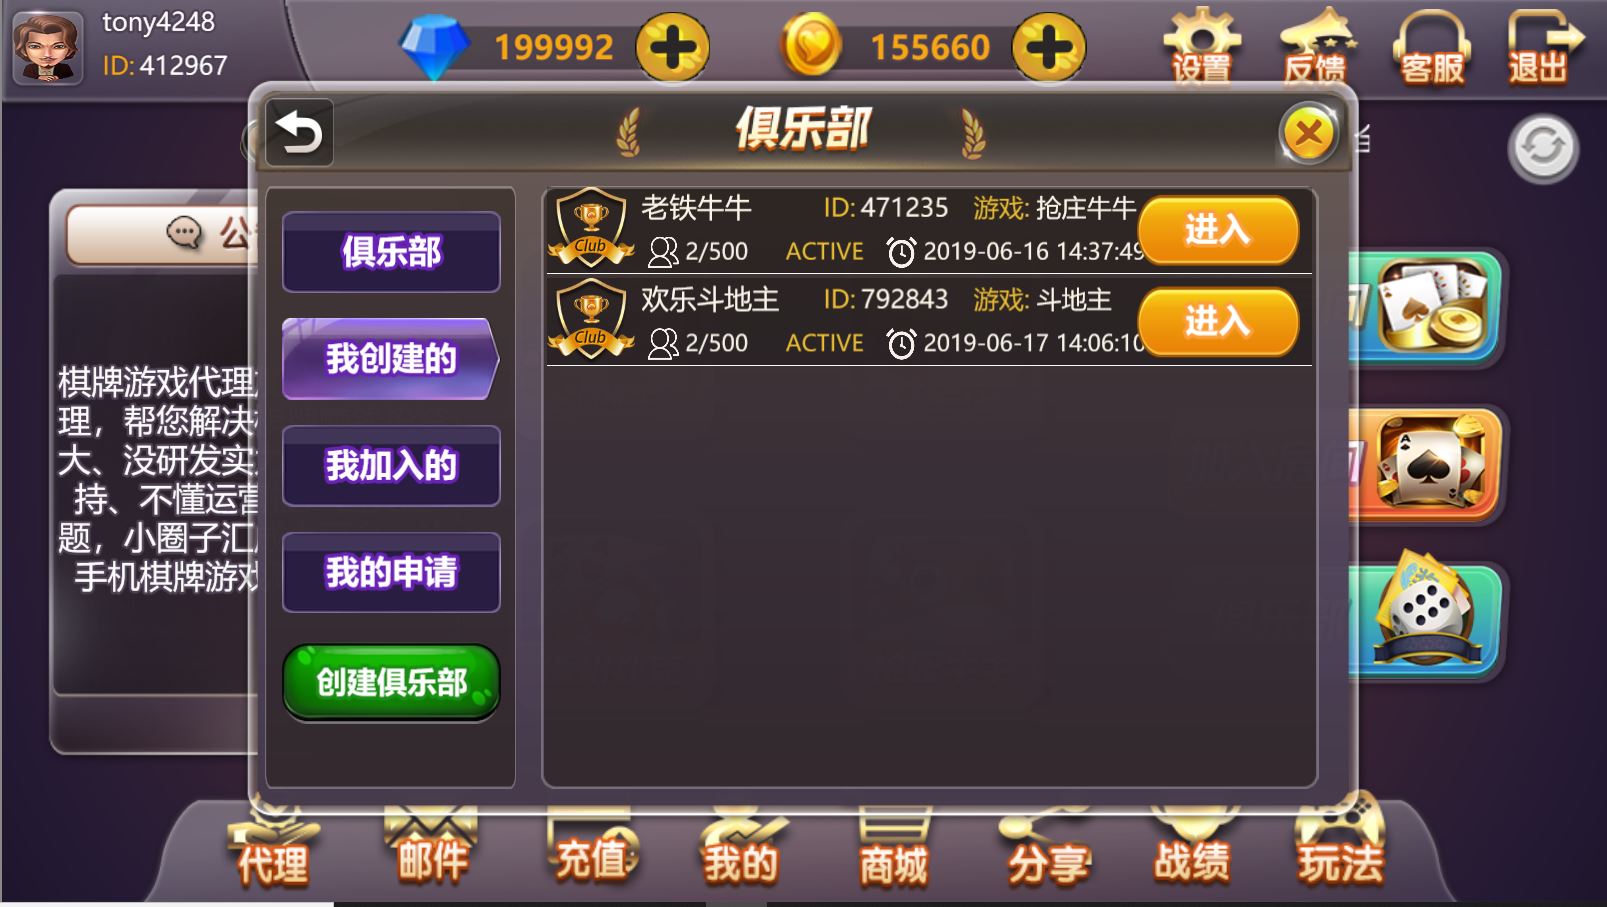 tony4248
ID: 412967
199992
155660
设置
反馈
客服
退出
俱乐部
公
俱乐部
我创建的
我加入的
我的申请
创建俱乐部
Club
老铁牛牛 ID: 471235 游戏: 抢庄牛牛
2/500 ACTIVE 2019-06-16 14:37:49
进入
Club
欢乐斗地主 ID: 792843 游戏: 斗地主
2/500 ACTIVE 2019-06-17 14:06:10
进入
棋牌游戏代理
理，帮您解决
大、没研发实
持、不懂运营
题，小圈子汇
手机棋牌游戏
代理
邮件
充值
我的
商城
分享
战绩
玩法